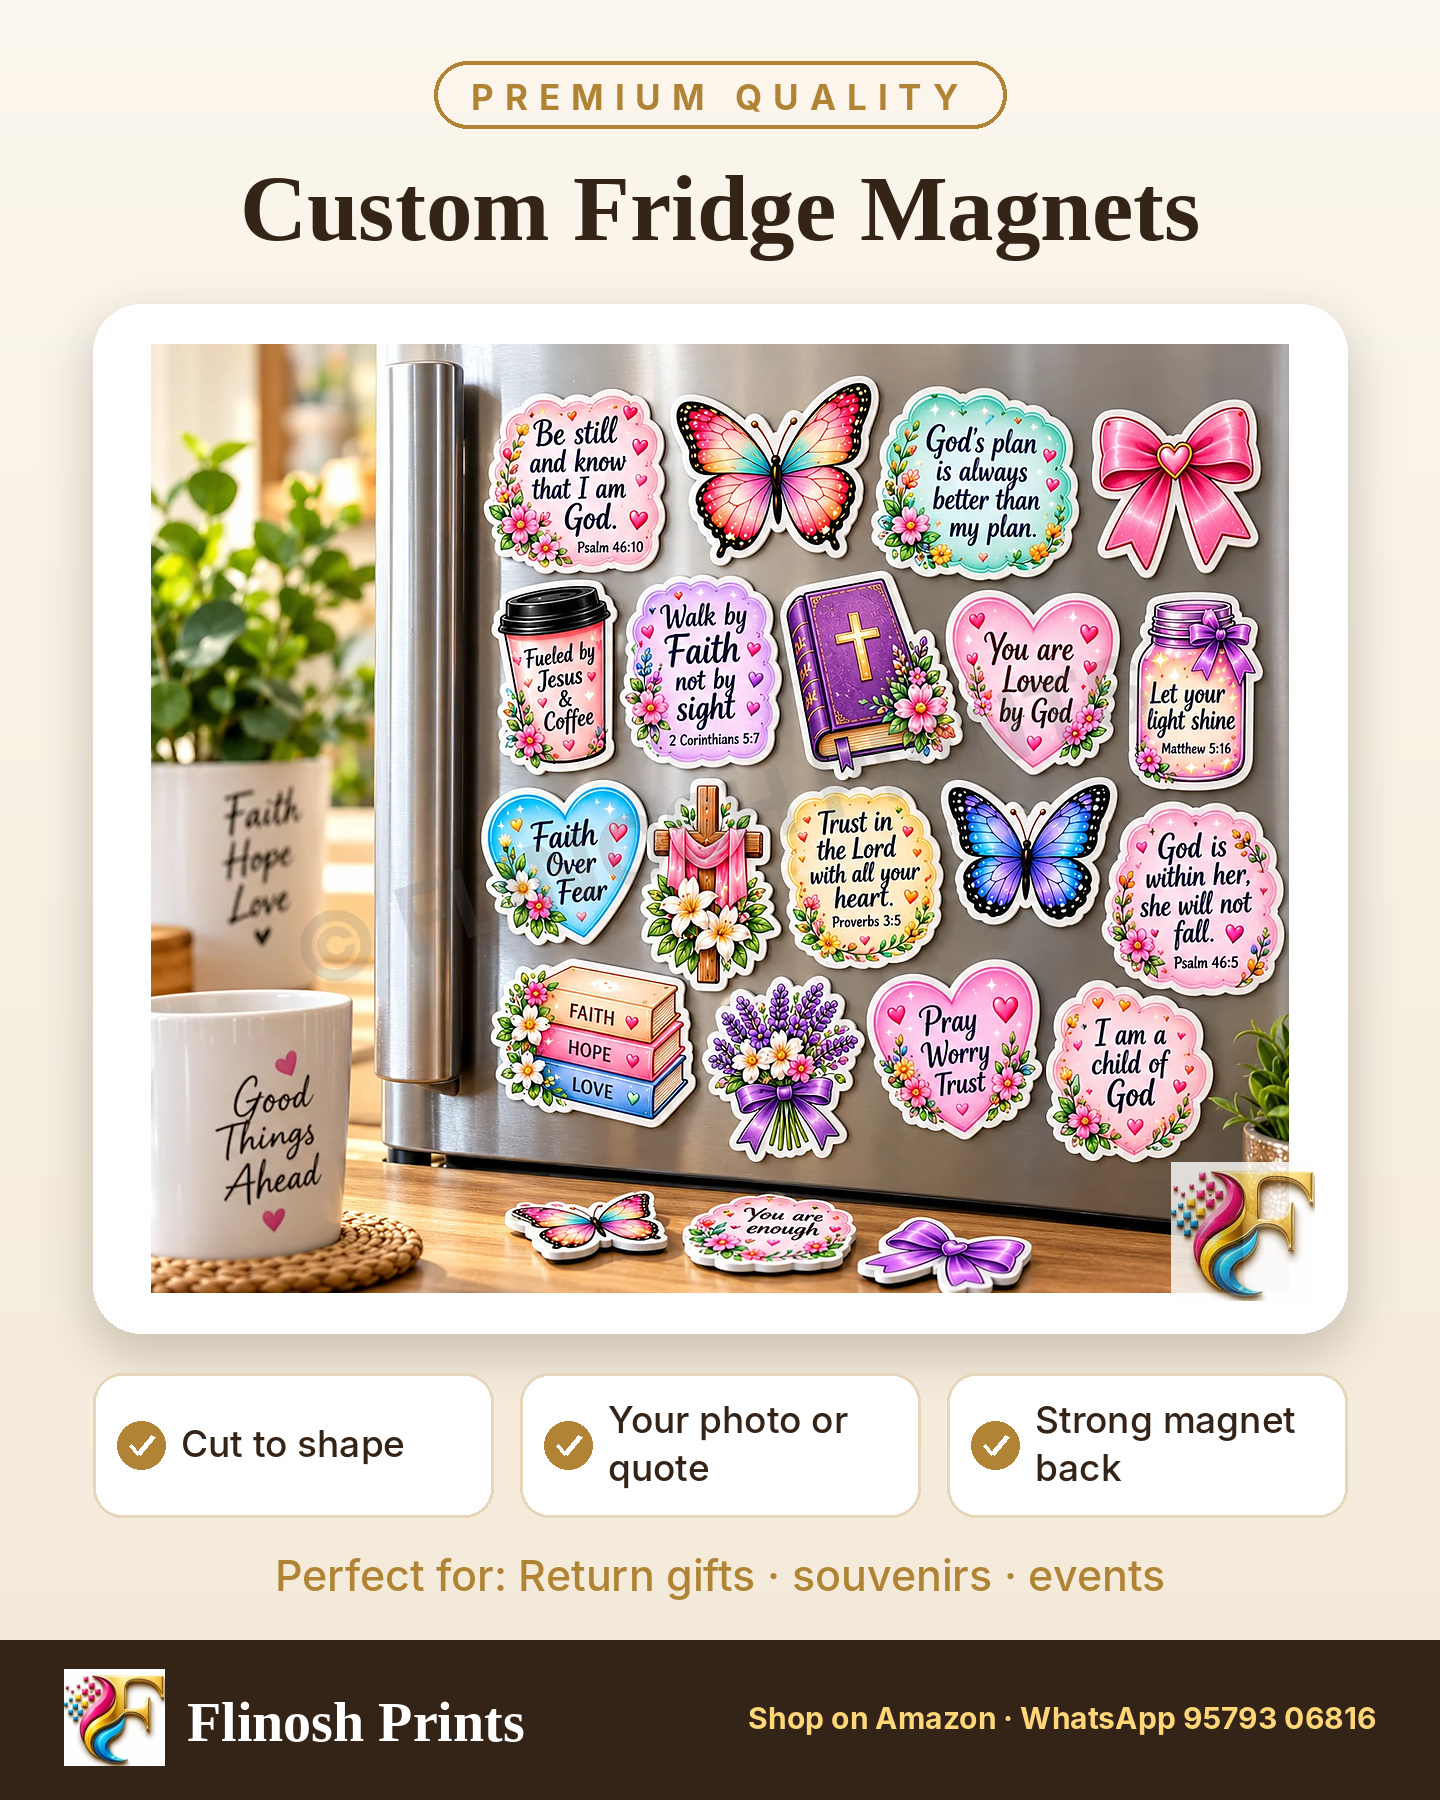 PREMIUM QUALITY
Custom Fridge Magnets
Be still
and know
that I am
God.
Psalm 46:10
God's plan
is always
better than
my plan.
Fueled by
Jesus
&
Coffee
Walk by
Faith
not by
sight
2 Corinthians 5:7
You are
Loved
by God
Let your
light shine
Matthew 5:16
Faith
Hope
Love
Faith
Over
Fear
Trust in
the Lord
with all your
heart.
Proverbs 3:5
God is
within her,
she will not
fall.
Psalm 46:5
FAITH
HOPE
LOVE
Pray
Worry
Trust
I am a
child of
God
Good
Things
Ahead
You are
enough
Cut to shape
Your photo or
quote
Strong magnet
back
Perfect for: Return gifts · souvenirs · events
Flinosh Prints
Shop on Amazon · WhatsApp 95793 06816